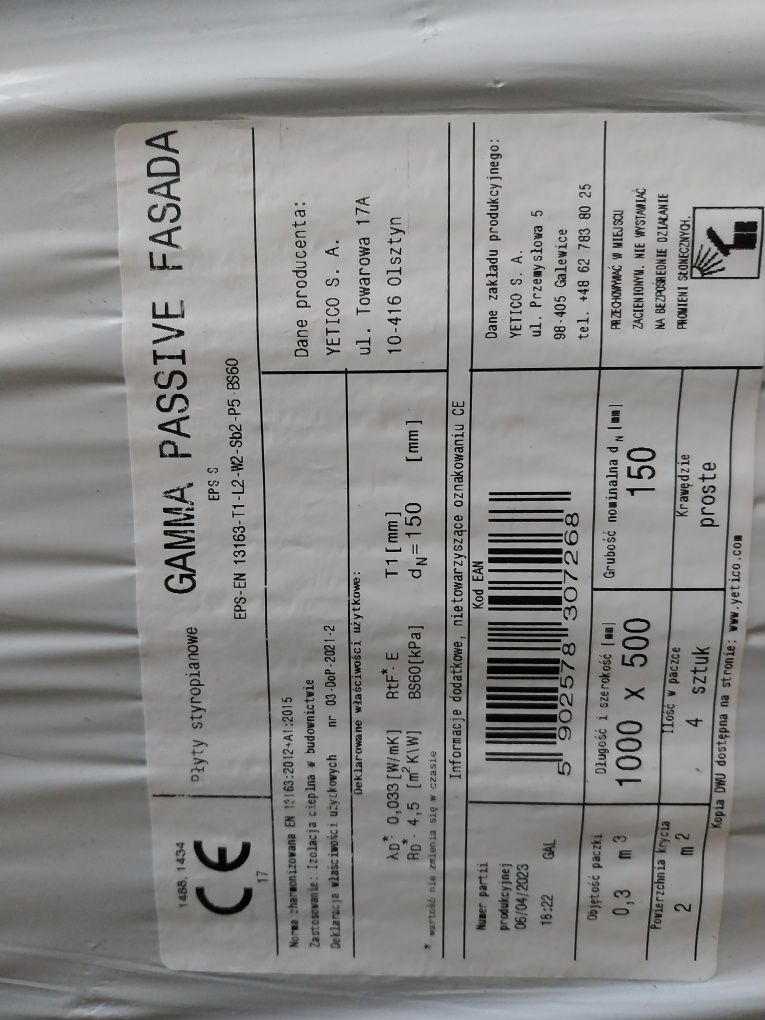 1488, 1434
CE
17
Płyty styropianowe GAMMA PASSIVE FASADA
EPS S
EPS-EN 13163-T1-L2-W2-Sb2-P5-BS60
Norma zharmonizowana EN 13163:2012+A1:2015
Zastosowanie: Izolacja cieplna w budownictwie
Deklaracja właściwości użytkowych nr 03-DoP-2021-2
Deklarowane właściwości użytkowe:
λD* 0,033[W/mK] RtF* E T1[mm]
RD* 4,5 [m²K\W] BS60[kPa] dN=150 [mm]
* wartość nie zmienia się w czasie
Dane producenta:
YETICO S. A.
ul. Towarowa 17A
10-416 Olsztyn
Informacje dodatkowe, nietowarzyszące oznakowaniu CE
Numer partii
produkcyjnej
06/04/2023
18:22 GAL
Kod EAN
5 902578 307268
Dane zakładu produkcyjnego:
YETICO S. A.
ul. Przemysłowa 5
98-405 Galewice
tel. +48 62 783 80 25
Objętość paczki
0,3 m 3
Długość i szerokość [mm]
1000 x 500
Grubość nominalna d N [mm]
150
PRZECHOWYWAĆ W MIEJSCU
ZACIENIONYM. NIE WYSTAWIAĆ
NA BEZPOŚREDNIE DZIAŁANIE
PROMIENI SŁONECZNYCH.
Powierzchnia krycia
2 m 2
Ilość w paczce
4 sztuk
Krawędzie
proste
Kopia DWU dostępna na stronie: www.yetico.com